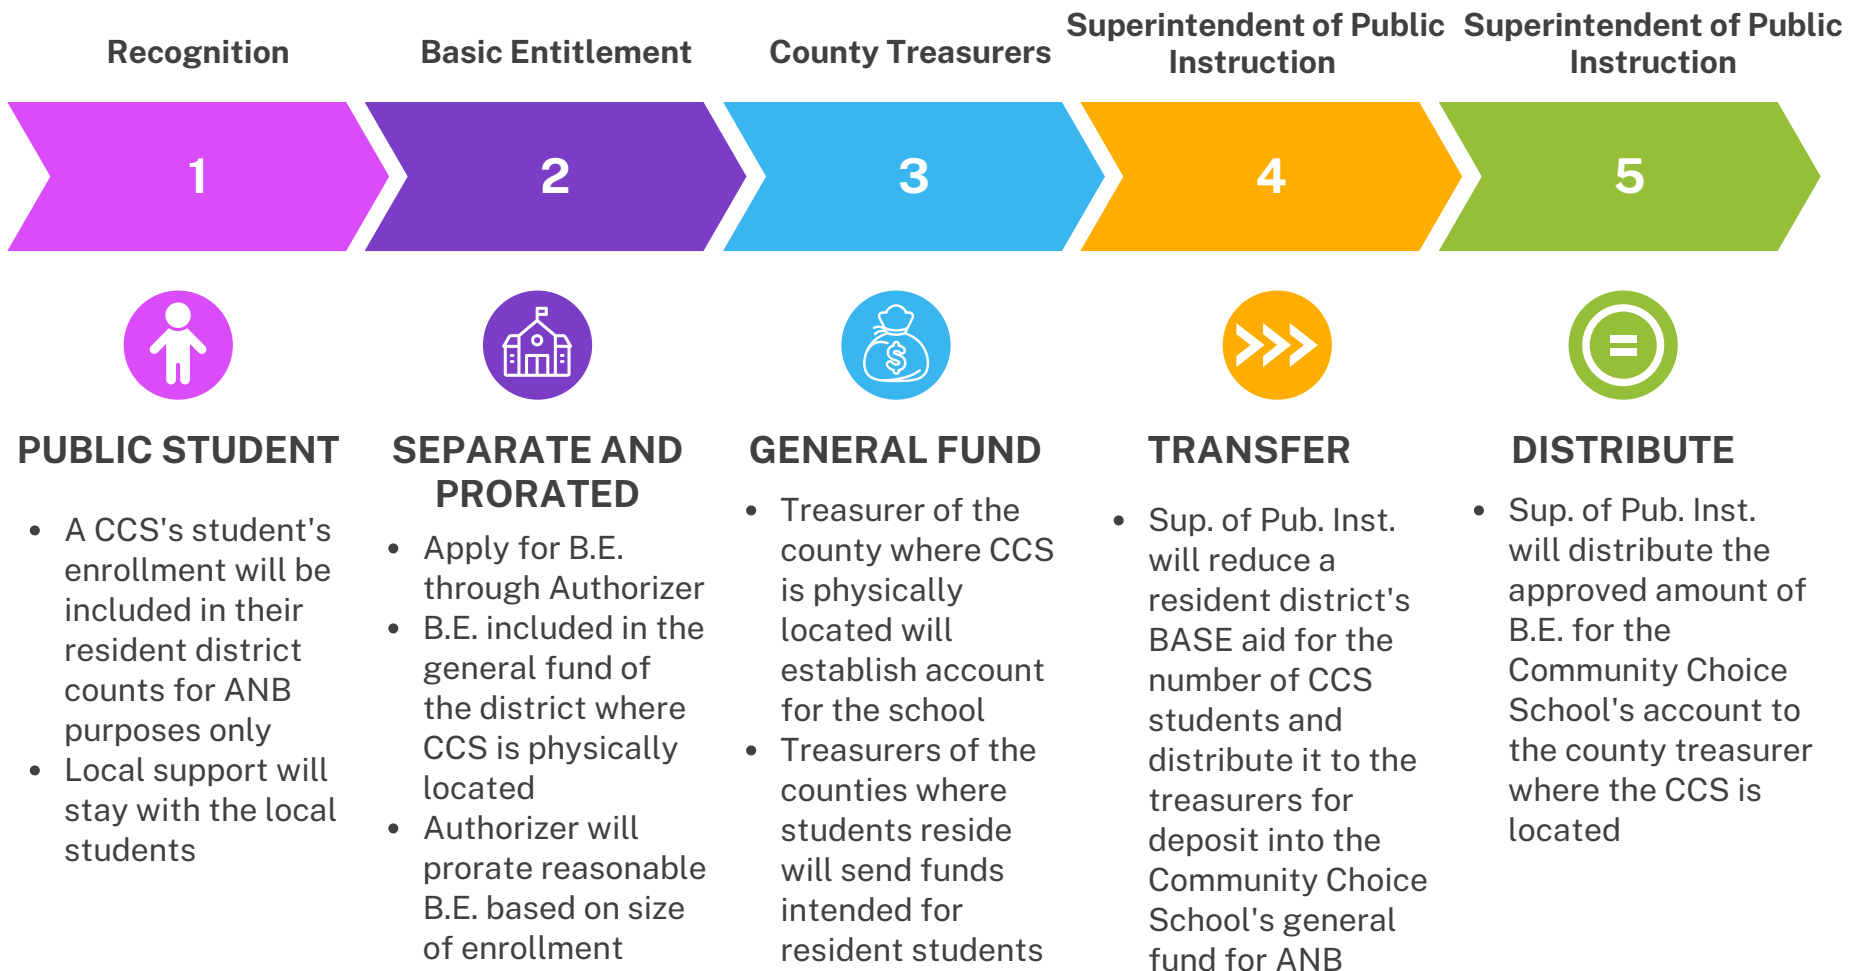 Recognition
Basic Entitlement
County Treasurers
Superintendent of Public
Instruction
Superintendent of Public
Instruction
1
2
3
4
5
$
=
PUBLIC STUDENT
• A CCS's student's
enrollment will be
included in their
resident district
counts for ANB
purposes only
• Local support will
stay with the local
students
SEPARATE AND
PRORATED
• Apply for B.E.
through Authorizer
• B.E. included in the
general fund of
the district where
CCS is physically
located
• Authorizer will
prorate reasonable
B.E. based on size
of enrollment
GENERAL FUND
• Treasurer of the
county where CCS
is physically
located will
establish account
for the school
• Treasurers of the
counties where
students reside
will send funds
intended for
resident students
TRANSFER
• Sup. of Pub. Inst.
will reduce a
resident district's
BASE aid for the
number of CCS
students and
distribute it to the
treasurers for
deposit into the
Community Choice
School's general
fund for ANB
DISTRIBUTE
• Sup. of Pub. Inst.
will distribute the
approved amount of
B.E. for the
Community Choice
School's account to
the county treasurer
where the CCS is
located